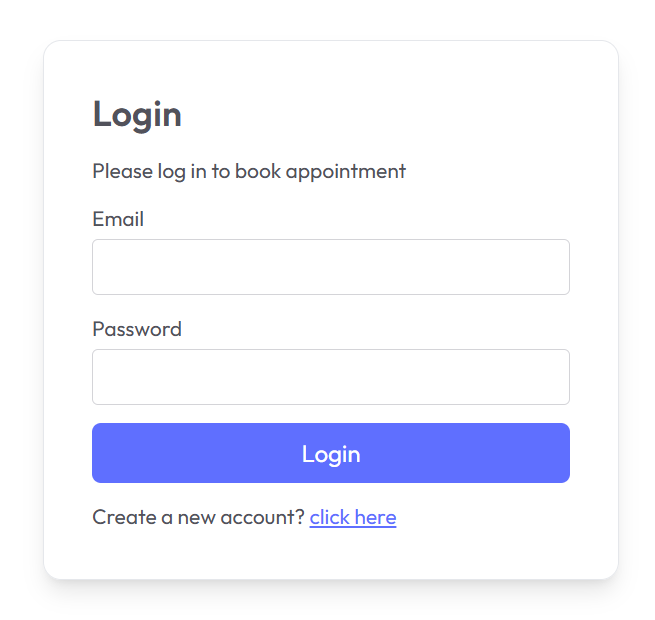 Login
Please log in to book appointment
Email
Password
Login
Create a new account? click here